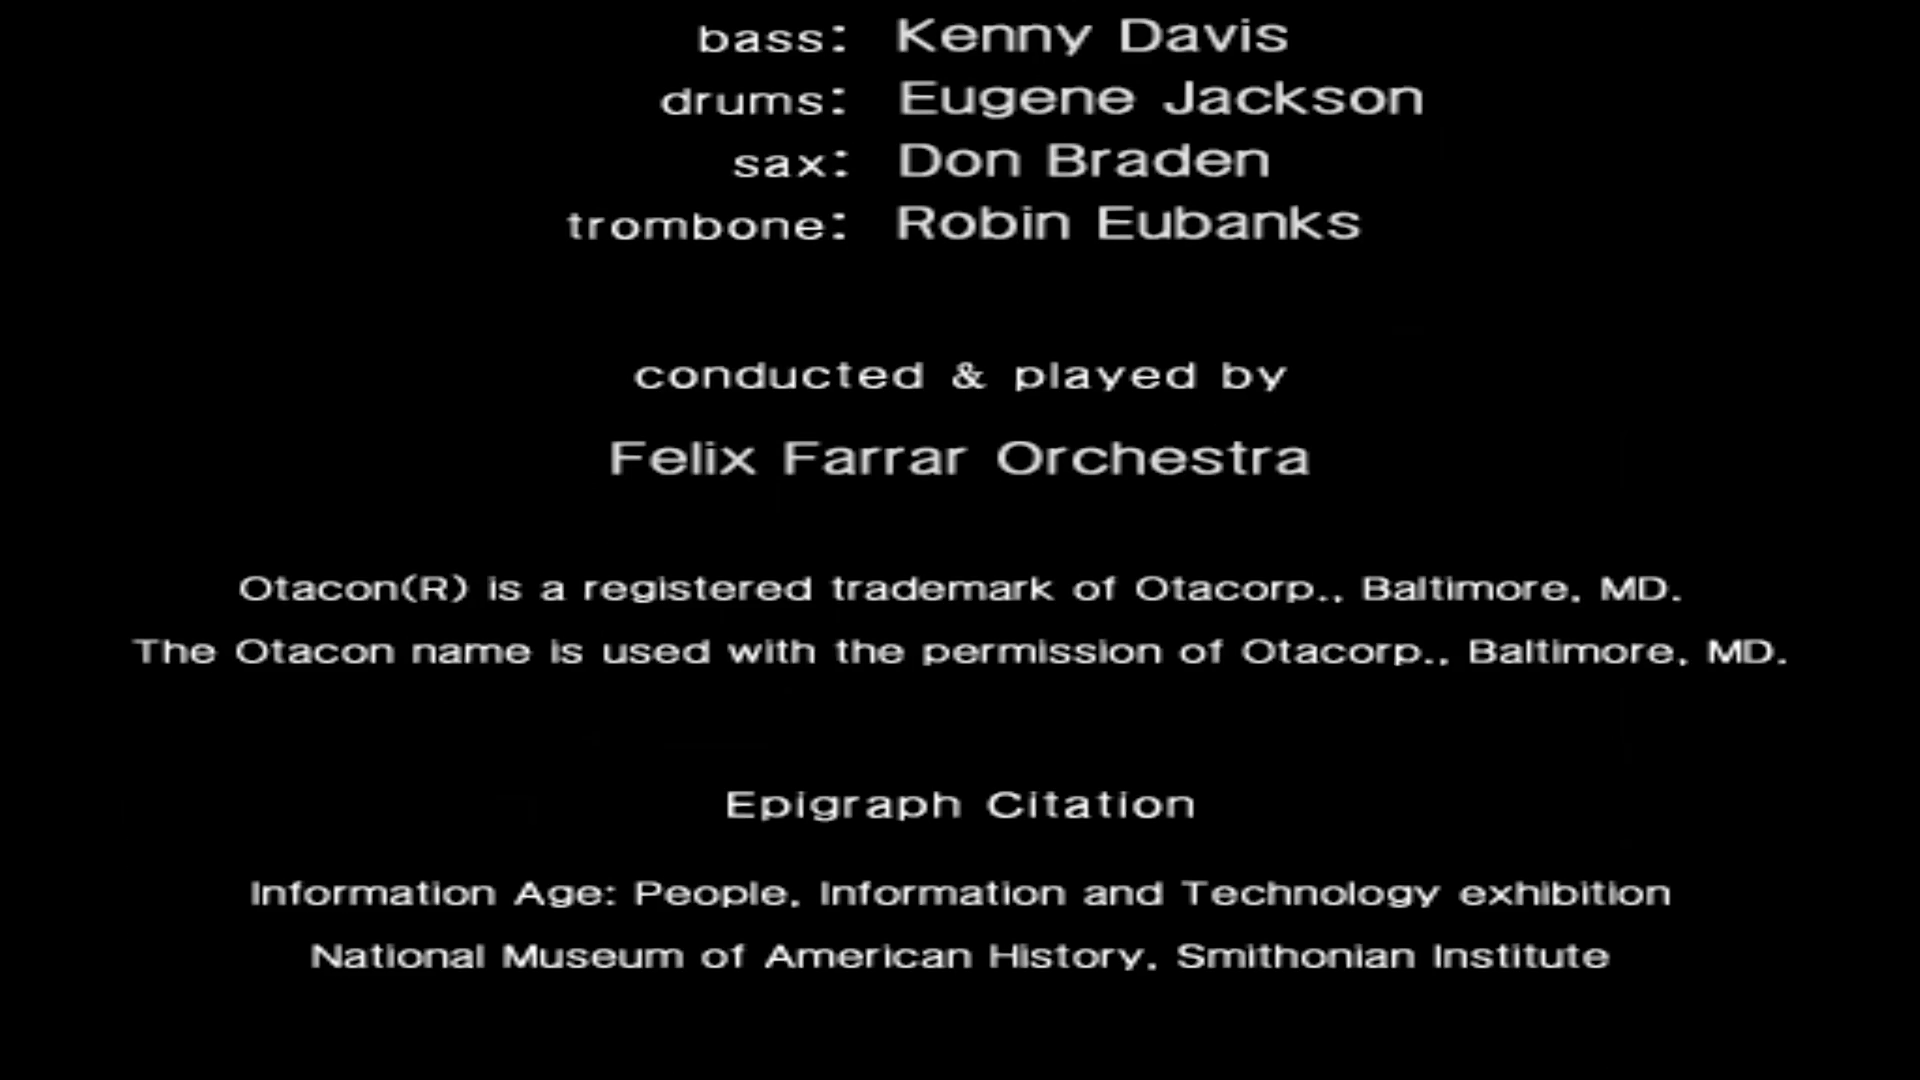 bass: Kenny Davis
drums: Eugene Jackson
sax: Don Braden
trombone: Robin Eubanks
conducted & played by
Felix Farrar Orchestra
Otacon(R) is a registered trademark of Otacorp., Baltimore, MD.
The Otacon name is used with the permission of Otacorp., Baltimore, MD.
Epigraph Citation
Information Age: People, Information and Technology exhibition
National Museum of American History, Smithonian Institute